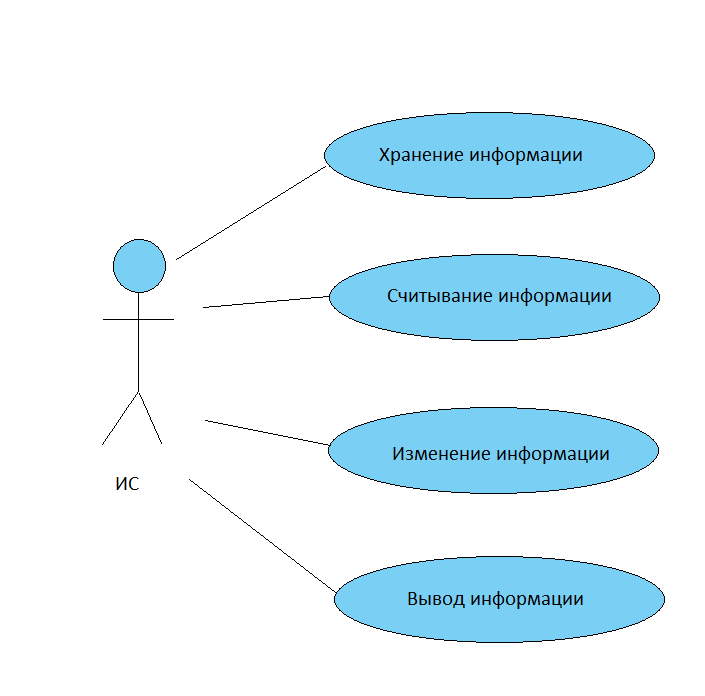 Хранение информации
Считывание информации
Изменение информации
ИС
Вывод информации